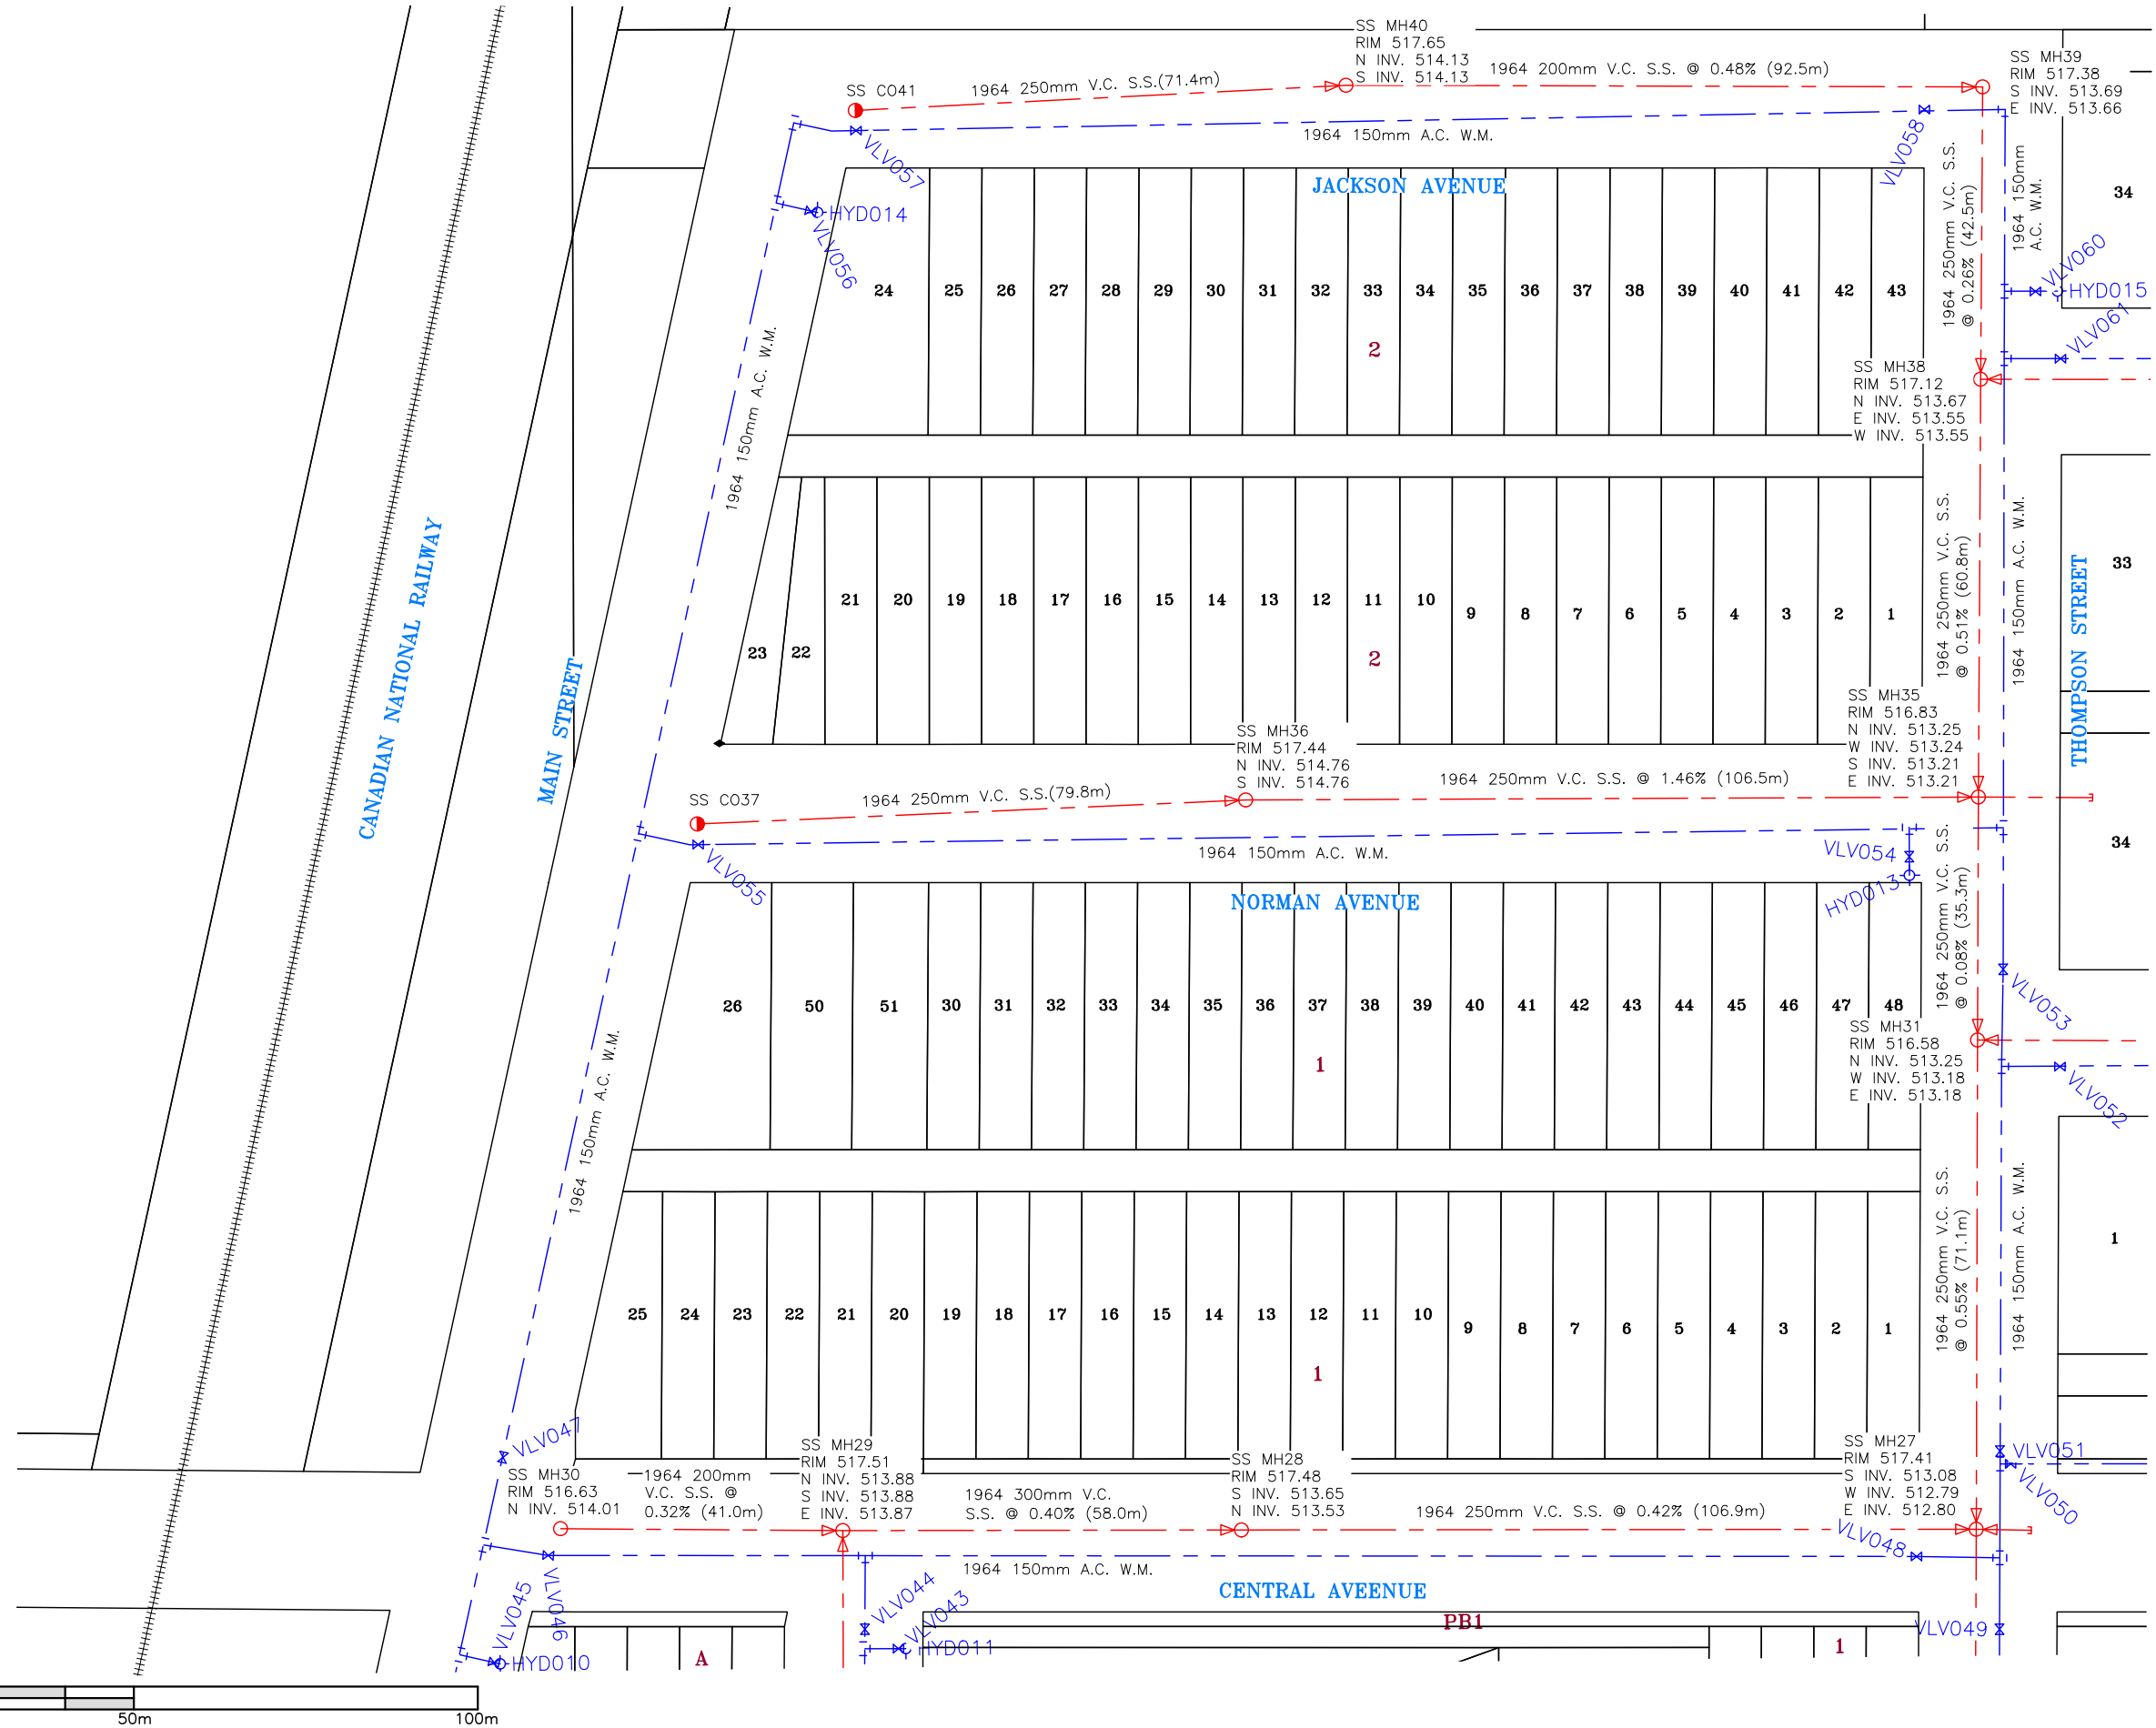 SS MH40
RIM 517.65
N INV. 514.13
S INV. 514.13
1964 200mm V.C. S.S. @ 0.48% (92.5m)
SS MH39
RIM 517.38
S INV. 513.69
E INV. 513.66
SS CO41
1964 250mm V.C. S.S.(71.4m)
1964 150mm A.C. W.M.
VLV057
VLV058
HYD014
VLV056
JACKSON AVENUE
1964 250mm V.C. S.S.
@ 0.26% (42.5m)
1964 150mm
A.C. W.M.
34
VLV060
HYD015
VLV061
24 25 26 27 28 29 30 31 32 33 34 35 36 37 38 39 40 41 42 43
2
1964 150mm A.C. W.M.
SS MH38
RIM 517.12
N INV. 513.67
E INV. 513.55
W INV. 513.55
CANADIAN NATIONAL RAILWAY
MAIN STREET
1964 250mm V.C. S.S.
@ 0.51% (60.8m)
1964 150mm A.C. W.M.
THOMPSON STREET
33
23 22 21 20 19 18 17 16 15 14 13 12 11 10 9 8 7 6 5 4 3 2 1
2
SS MH35
RIM 516.83
N INV. 513.25
W INV. 513.24
S INV. 513.21
E INV. 513.21
SS MH36
RIM 517.44
N INV. 514.76
S INV. 514.76
1964 250mm V.C. S.S. @ 1.46% (106.5m)
SS CO37
1964 250mm V.C. S.S.(79.8m)
1964 150mm A.C. W.M.
VLV055
VLV054
HYD013
34
NORMAN AVENUE
1964 250mm V.C. S.S.
@ 0.08% (35.3m)
VLV053
26 50 51 30 31 32 33 34 35 36 37 38 39 40 41 42 43 44 45 46 47 48
1
SS MH31
RIM 516.58
N INV. 513.25
W INV. 513.18
E INV. 513.18
VLV052
1964 150mm A.C. W.M.
1964 250mm V.C. S.S.
@ 0.55% (71.1m)
1964 150mm A.C. W.M.
1
25 24 23 22 21 20 19 18 17 16 15 14 13 12 11 10 9 8 7 6 5 4 3 2 1
1
VLV047
SS MH30
RIM 516.63
N INV. 514.01
1964 200mm
V.C. S.S. @
0.32% (41.0m)
SS MH29
RIM 517.51
N INV. 513.88
S INV. 513.88
E INV. 513.87
1964 300mm V.C.
S.S. @ 0.40% (58.0m)
SS MH28
RIM 517.48
S INV. 513.65
N INV. 513.53
1964 250mm V.C. S.S. @ 0.42% (106.9m)
SS MH27
RIM 517.41
S INV. 513.08
W INV. 512.79
E INV. 512.80
VLV051
VLV050
VLV048
1964 150mm A.C. W.M.
CENTRAL AVEENUE
VLV045
VLV046
VLV044
VLV043
HYD011
HYD010
VLV049
PB1
A
1
50m
100m